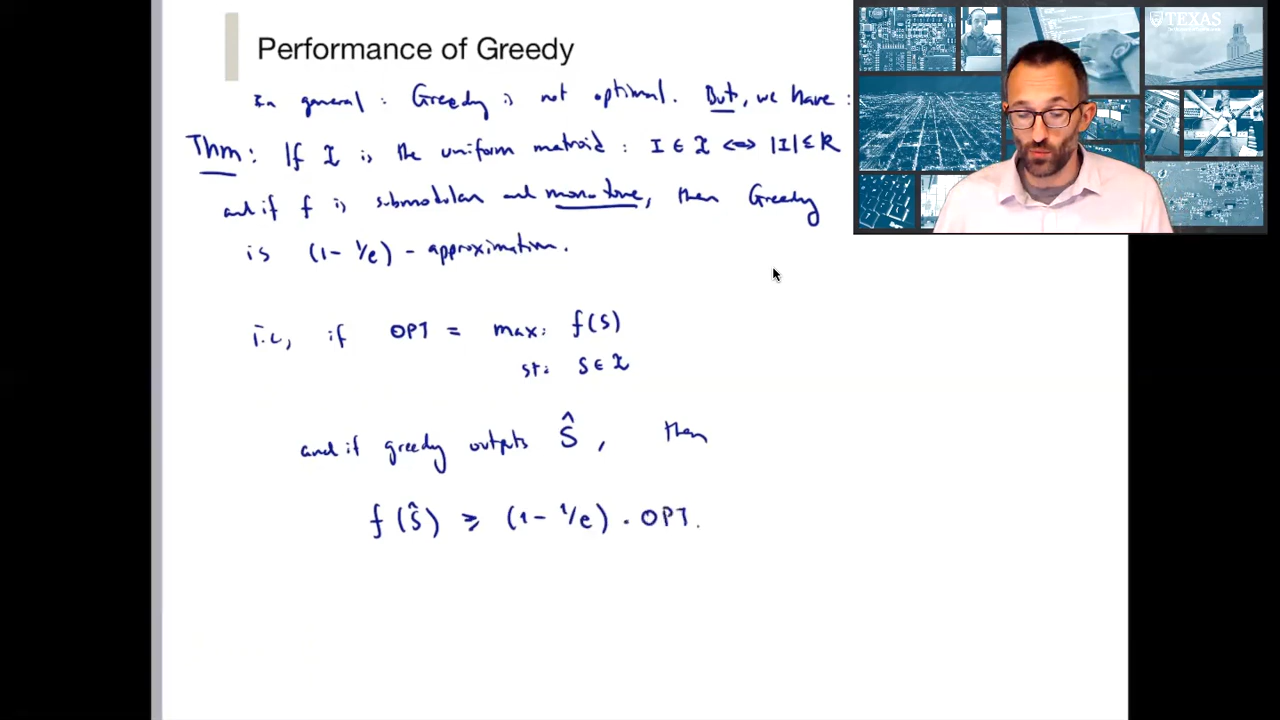 Performance of Greedy
In general : Greedy is not optimal. But, we have :
Thm : If I is the uniform matroid : I ∈ I ⟺ |I| ≤ k
and if f is submodular and monotone, then Greedy
is (1 - 1/e) - approximation.
i.e, if OPT = max: f(S)
st: S ∈ I
and if greedy outputs Ŝ, then
f(Ŝ) ≥ (1 - 1/e) . OPT.
TEXAS